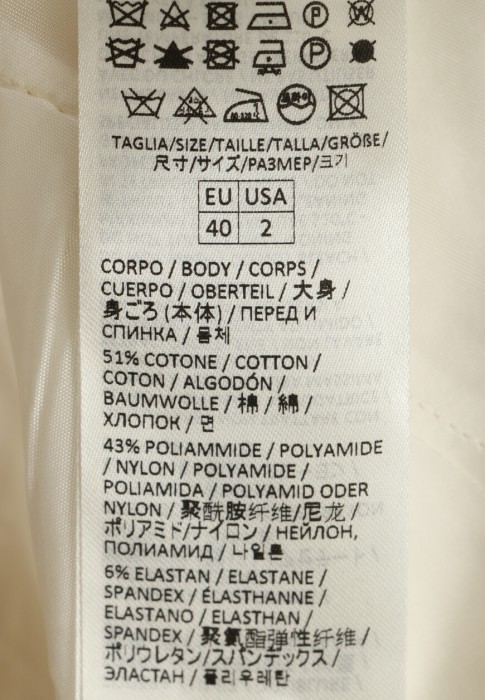 TAGLIA/SIZE/TAILLE/TALLA/GRÖßE/
尺寸/サイズ/РАЗМЕР/크기
EU USA
40 2
CORPO / BODY / CORPS /
CUERPO / OBERTEIL / 大身 /
身ごろ (本体) / ПЕРЕД И
СПИНКА / 몸체
51% COTONE / COTTON /
COTON / ALGODÓN /
BAUMWOLLE / 棉 / 綿 /
ХЛОПОК / 면
43% POLIAMMIDE / POLYAMIDE
/ NYLON / POLYAMIDE /
POLIAMIDA / POLYAMID ODER
NYLON / 聚酰胺纤维/尼龙 /
ポリアミド/ナイロン / НЕЙЛОН,
ПОЛИАМИД / 나일론
6% ELASTAN / ELASTANE /
SPANDEX / ÉLASTHANNE /
ELASTANO / ELASTHAN /
SPANDEX / 聚氨酯弹性纤维 /
ポリウレタン/スパンデックス /
ЭЛАСТАН / 폴리우레탄